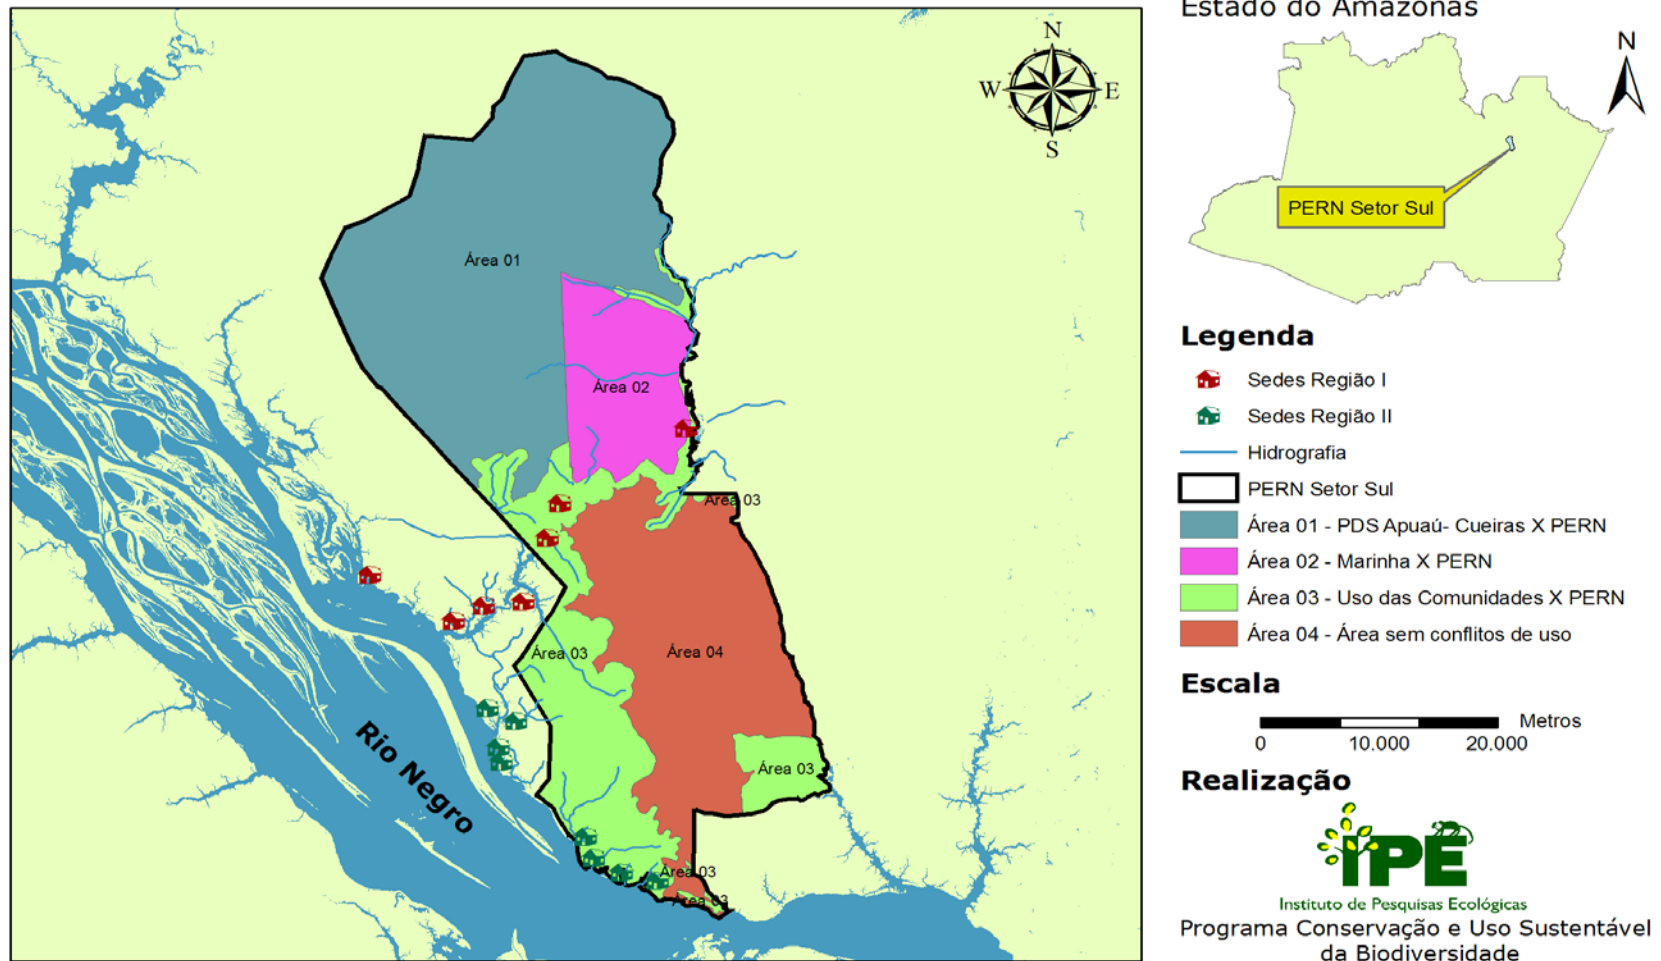 Estado do Amazonas
N
W
E
S
N
PERN Setor Sul
Área 01
Área 02
Área 03
Área 03
Área 04
Área 03
Área 03
Área 03
Rio Negro
Legenda
Sedes Região I
Sedes Região II
Hidrografia
PERN Setor Sul
Área 01 - PDS Apuaú- Cueiras X PERN
Área 02 - Marinha X PERN
Área 03 - Uso das Comunidades X PERN
Área 04 - Área sem conflitos de uso
Escala
Metros
0 10.000 20.000
Realização
IPÊ
Instituto de Pesquisas Ecológicas
Programa Conservação e Uso Sustentável
da Biodiversidade